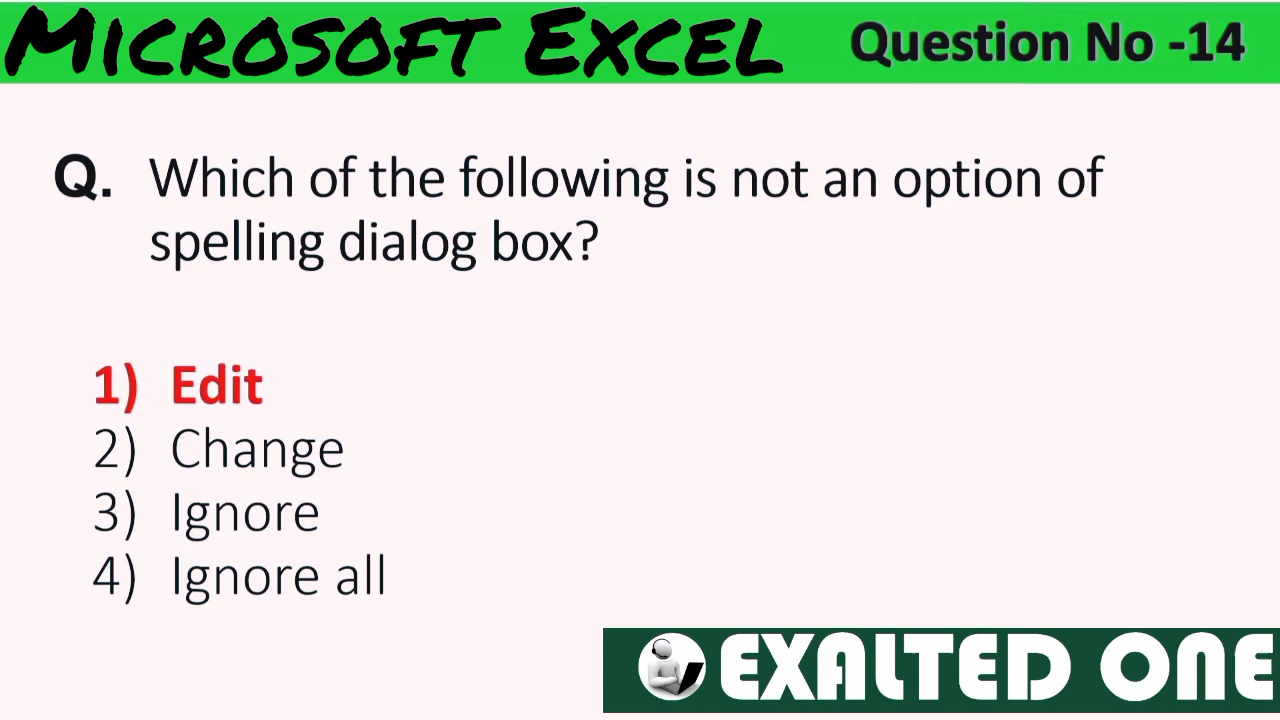 Microsoft Excel Question No -14
Q. Which of the following is not an option of
spelling dialog box?
1) Edit
2) Change
3) Ignore
4) Ignore all
EXALTED ONE